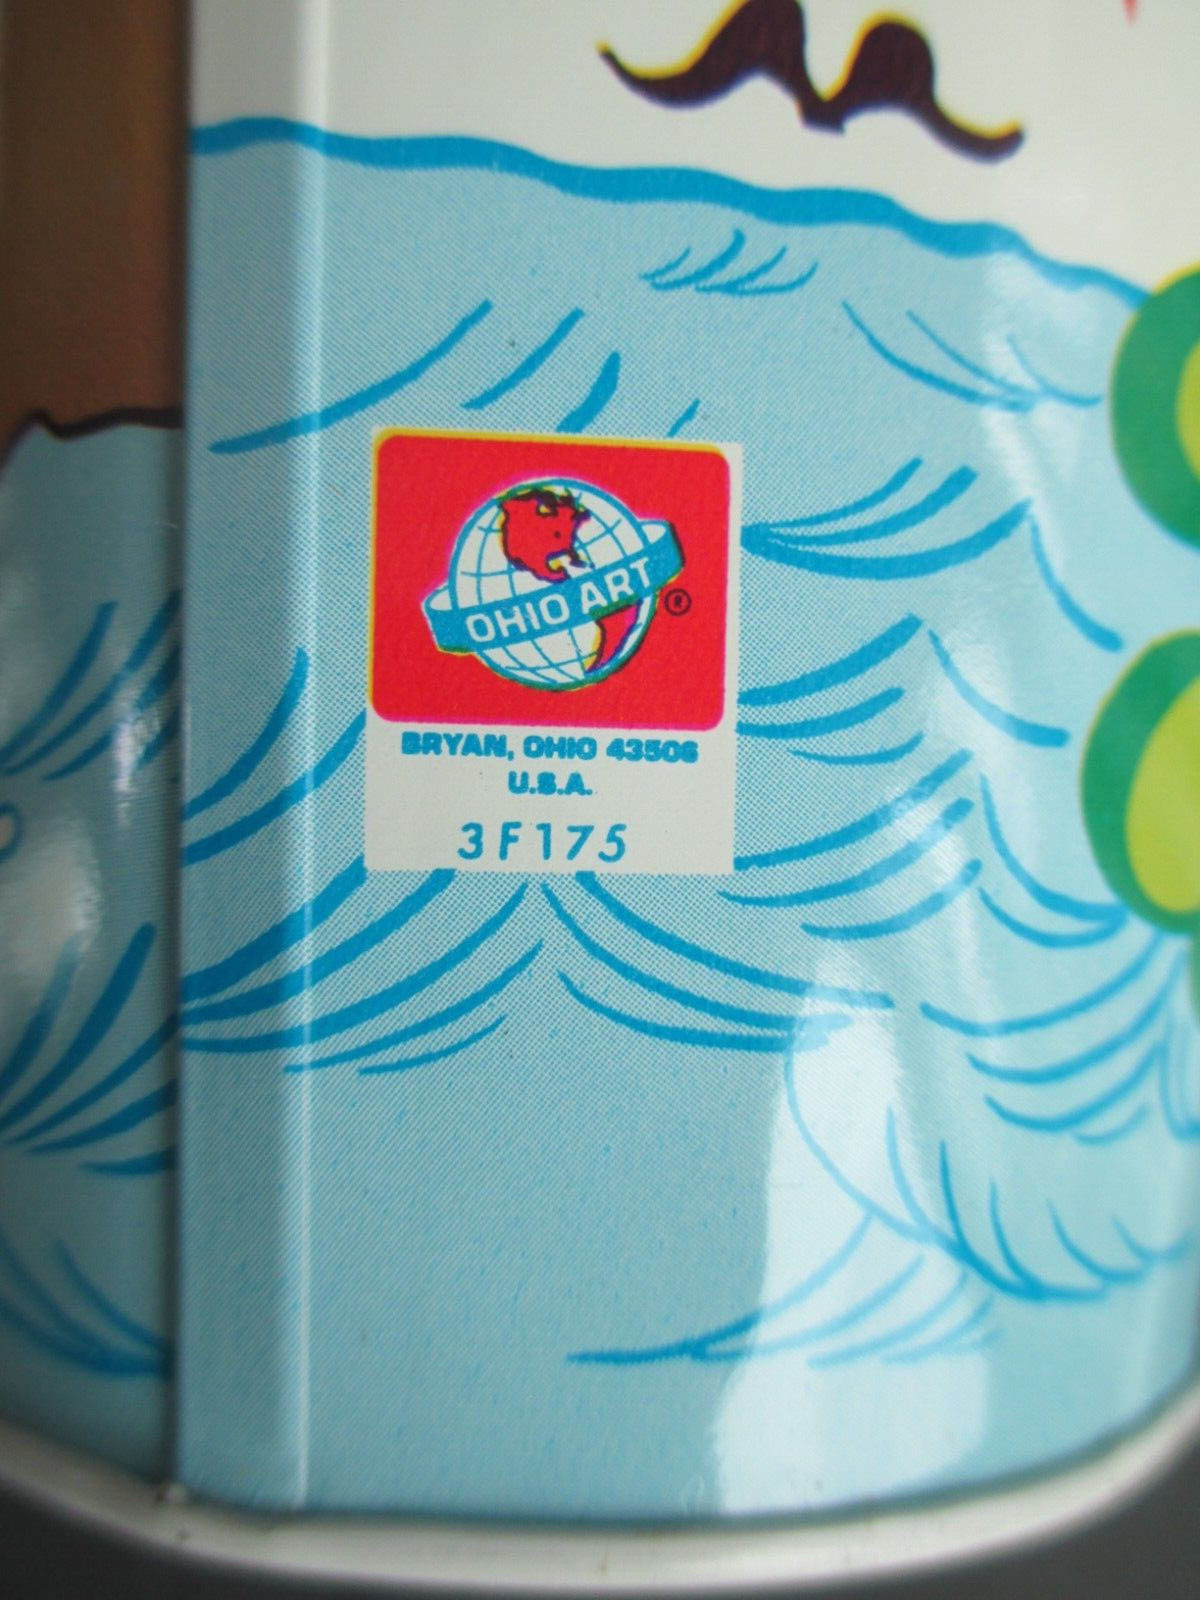 OHIO ART ®
BRYAN, OHIO 43506
U.S.A.
3F175